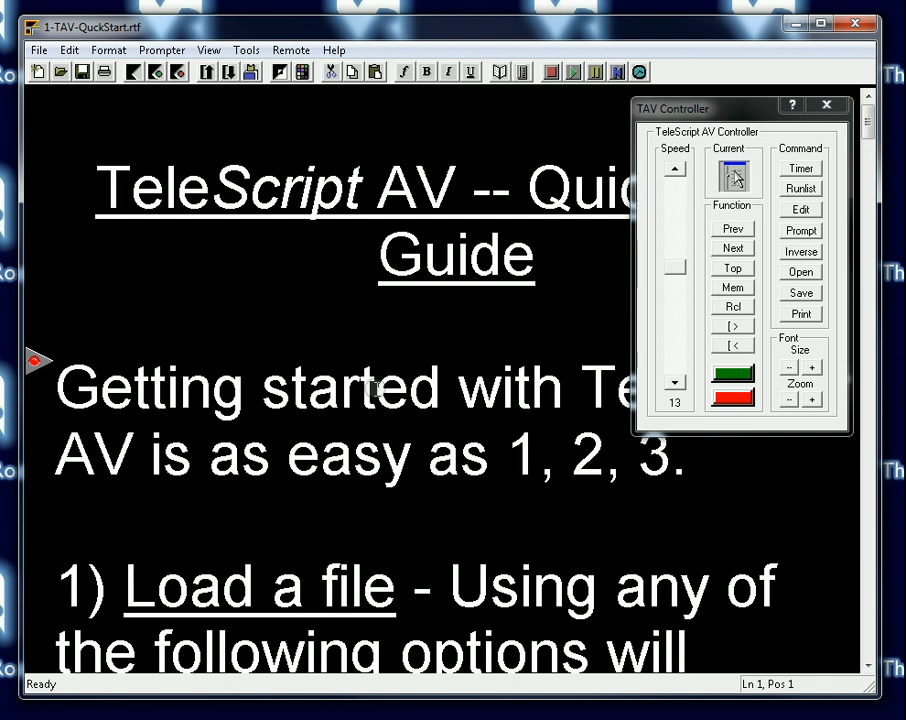 1-TAV-QuckStart.rtf
File Edit Format Prompter View Tools Remote Help
TAV Controller
TeleScript AV Controller
Speed
13
Current
Function
Prev
Next
Top
Mem
Rcl
[ >
[ <
Command
Timer
Runlist
Edit
Prompt
Inverse
Open
Save
Print
Font
Size
-- +
Zoom
-- +
TeleScript AV -- Quic
Guide
Getting started with Te
AV is as easy as 1, 2, 3.
1) Load a file - Using any of
the following options will
Ready
Ln 1, Pos 1